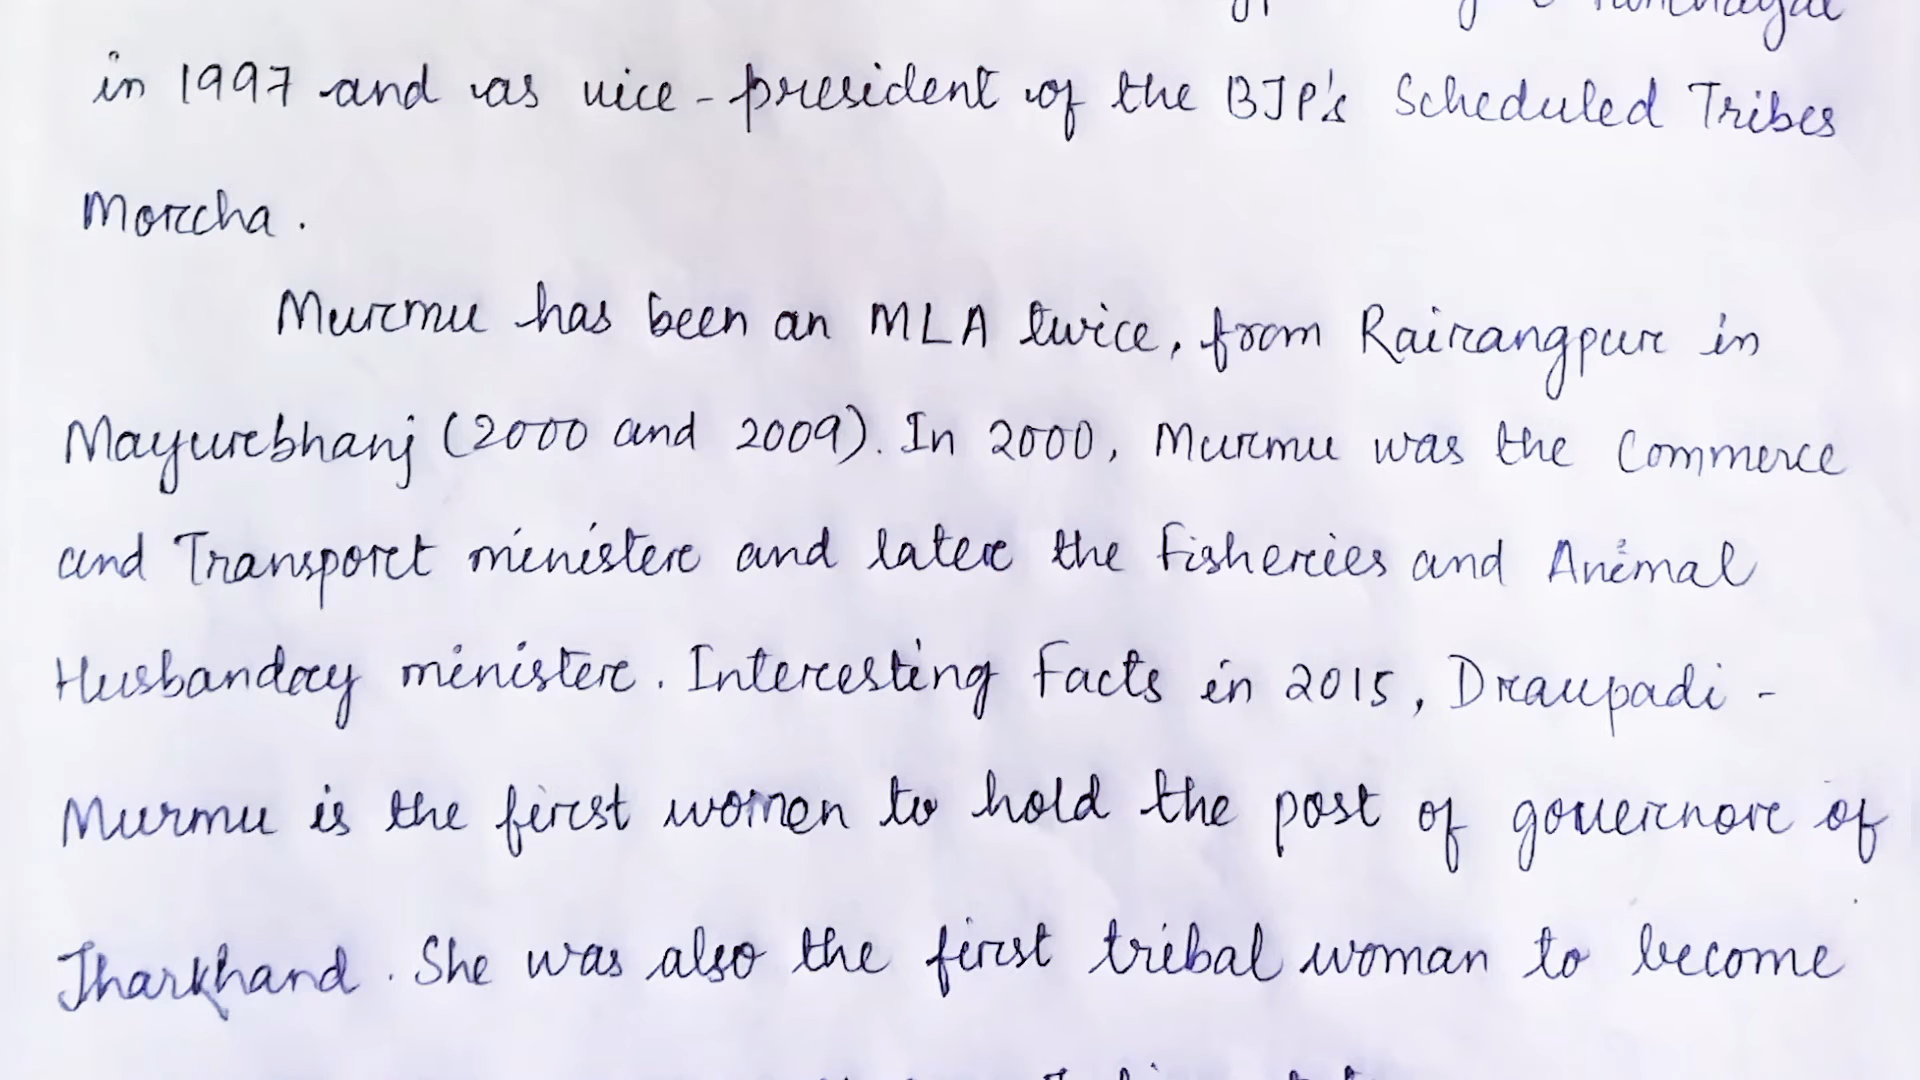 in 1997 and as vice-president of the BJP's Scheduled Tribes
Morcha.
Murmu has been an MLA twice, from Rairangpur in
Mayurbhanj (2000 and 2009). In 2000, Murmu was the Commerce
and Transport minister and later the Fisheries and Animal
Husbandry minister. Interesting Facts in 2015, Draupadi -
Murmu is the first women to hold the post of governor of
Jharkhand. She was also the first tribal woman to become